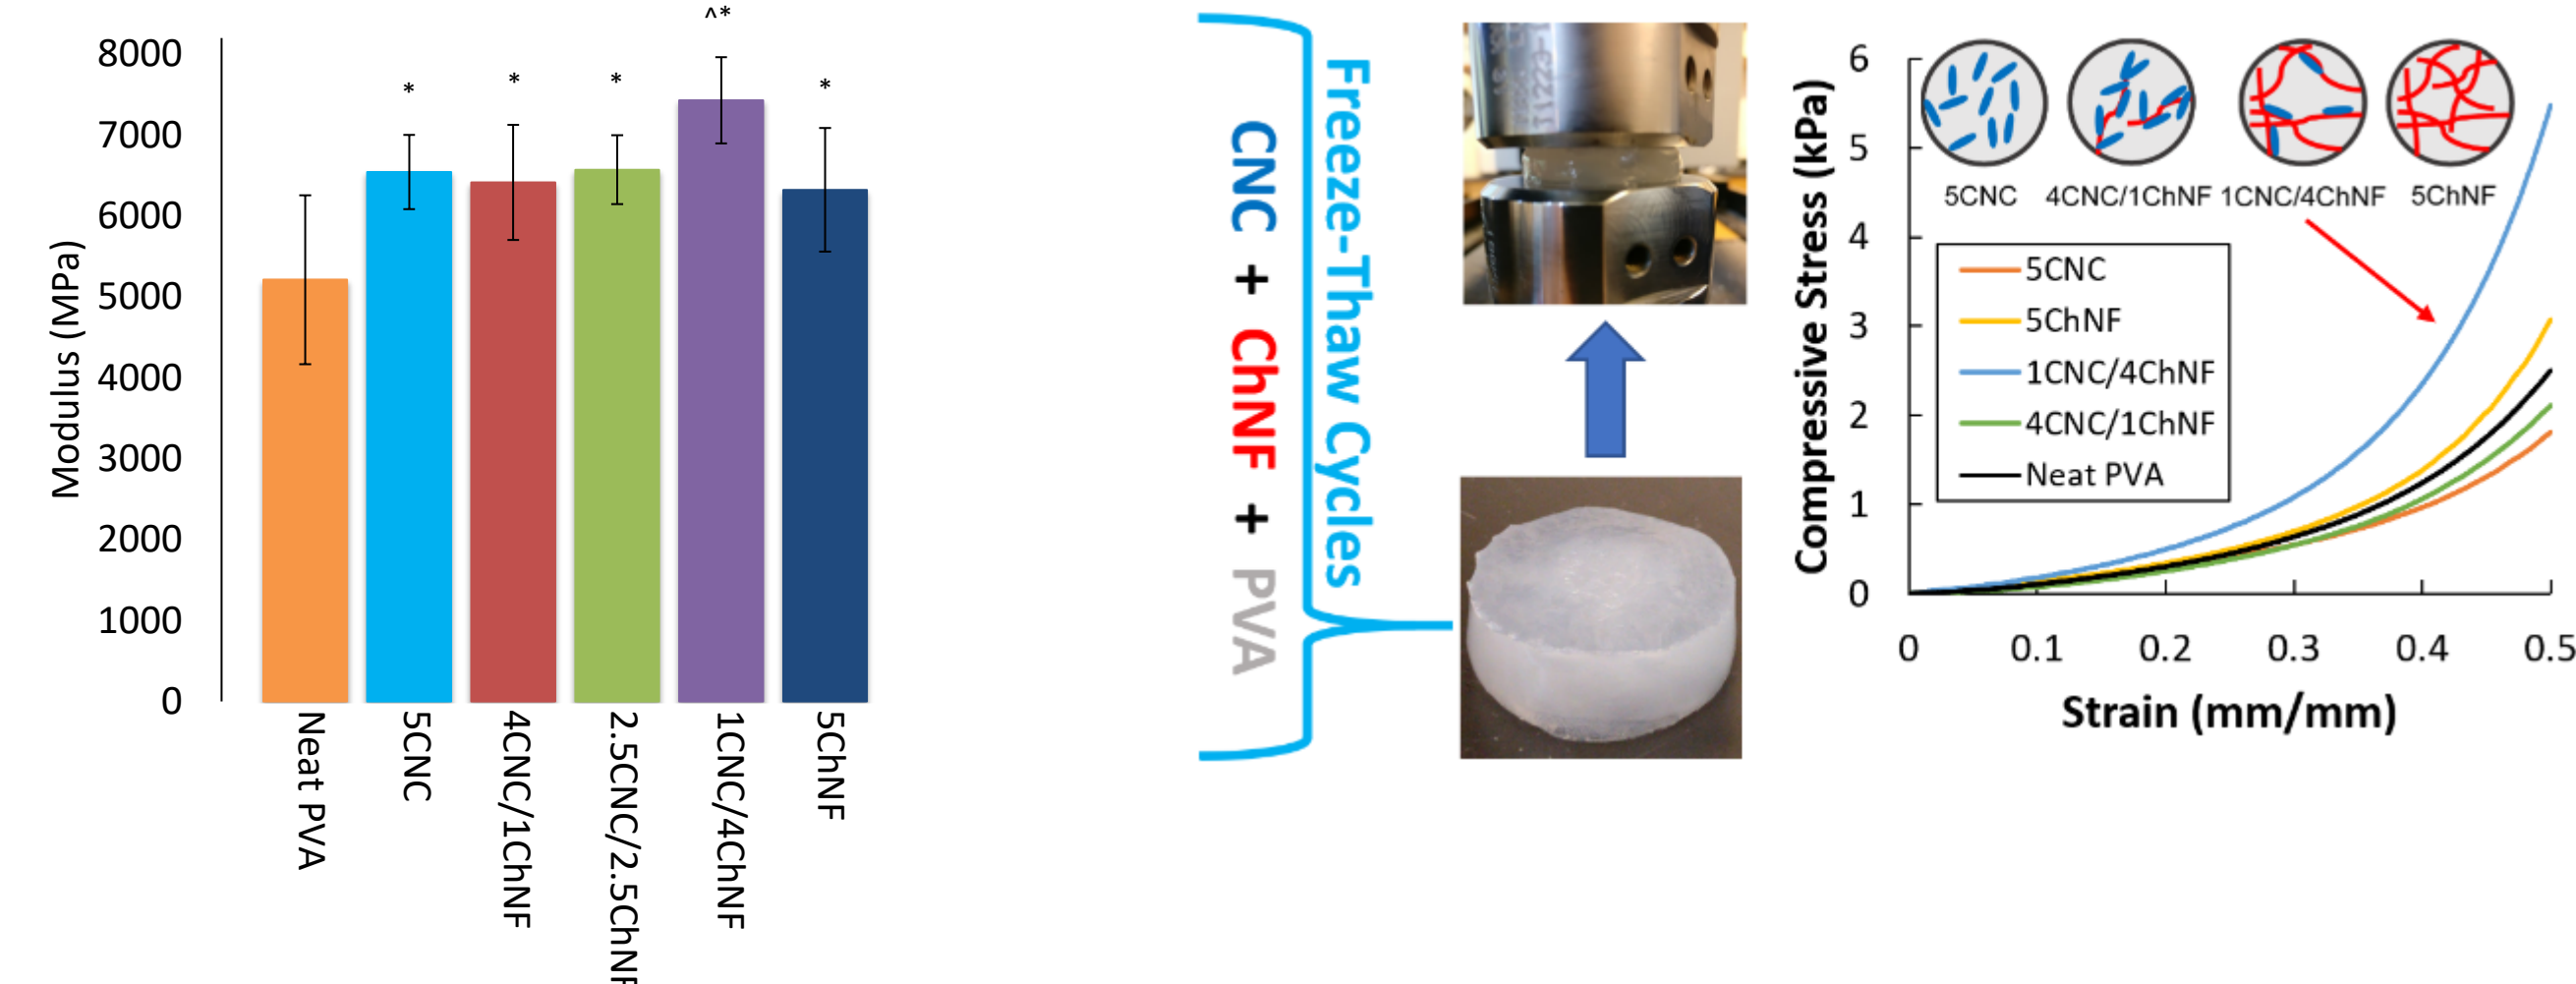 ^*
*
*
*
*
8000
7000
6000
5000
4000
3000
2000
1000
0
Modulus (MPa)
Neat PVA
5CNC
4CNC/1ChNF
2.5CNC/2.5ChNF
1CNC/4ChNF
5ChNF
CNC + ChNF + PVA
Freeze-Thaw Cycles
Compressive Stress (kPa)
6
5
4
3
2
1
0
5CNC 4CNC/1ChNF 1CNC/4ChNF 5ChNF
5CNC
5ChNF
1CNC/4ChNF
4CNC/1ChNF
Neat PVA
0 0.1 0.2 0.3 0.4 0.5
Strain (mm/mm)